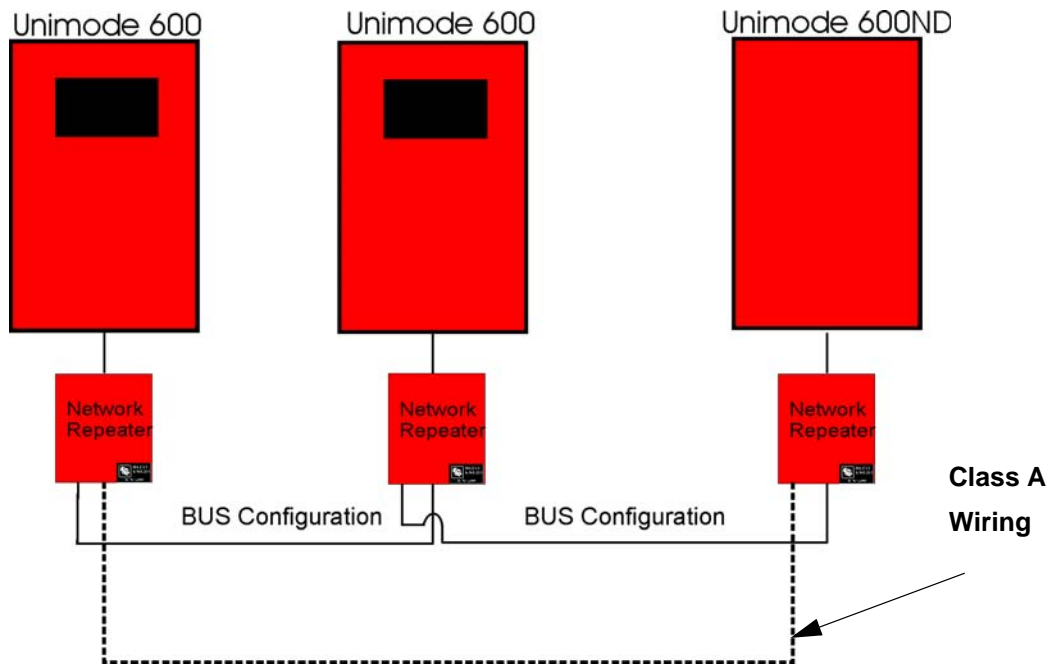 Unimode 600
Unimode 600
Unimode 600ND
Network
Repeater
Network
Repeater
Network
Repeater
BUS Configuration
BUS Configuration
Class A
Wiring